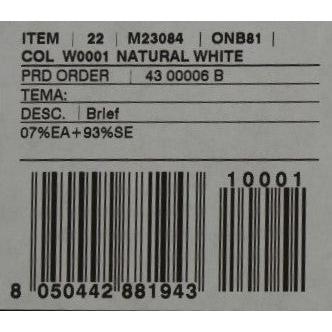 ITEM | 22 | M23084 | ONB81 |
COL W0001 NATURAL WHITE
PRD ORDER | 43 00006 B
TEMA:
DESC. | Brief
07%EA+93%SE
10001
8 050442 881943